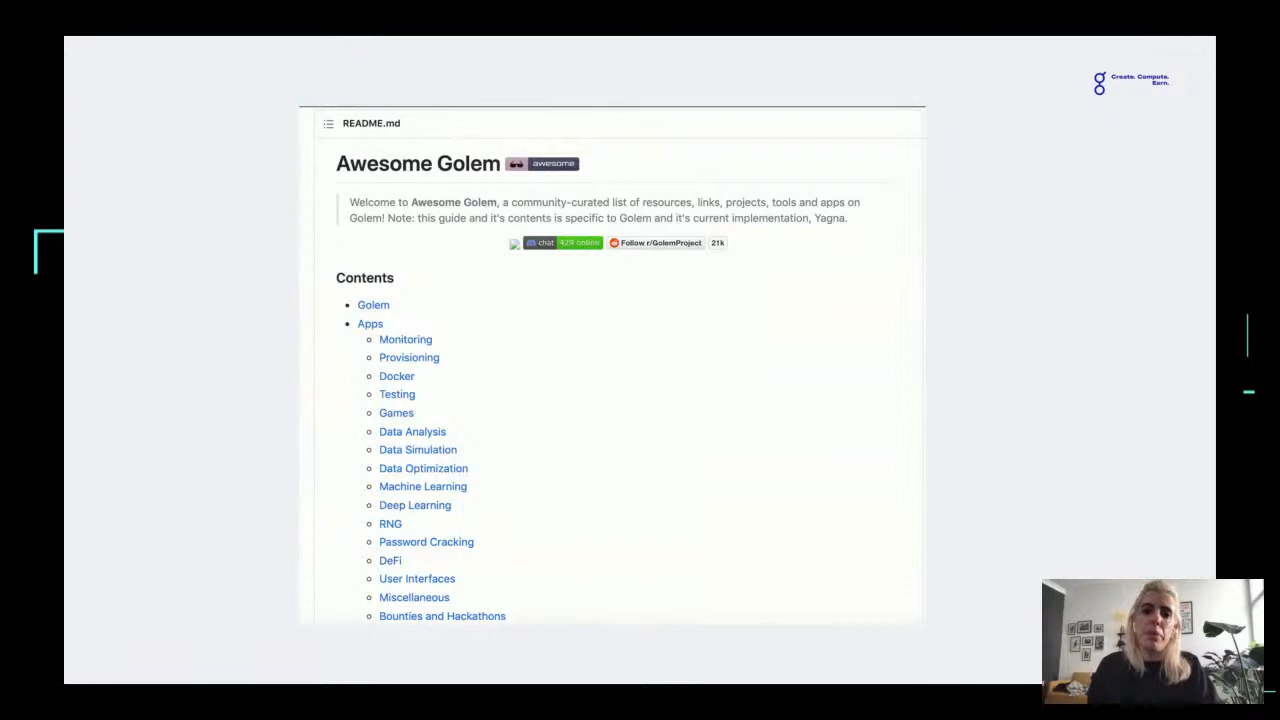 Create. Compute.
Earn.
README.md
Awesome Golem awesome
Welcome to Awesome Golem, a community-curated list of resources, links, projects, tools and apps on
Golem! Note: this guide and it's contents is specific to Golem and it's current implementation, Yagna.
chat 429 online Follow r/GolemProject 21k
Contents
Golem
Apps
Monitoring
Provisioning
Docker
Testing
Games
Data Analysis
Data Simulation
Data Optimization
Machine Learning
Deep Learning
RNG
Password Cracking
DeFi
User Interfaces
Miscellaneous
Bounties and Hackathons